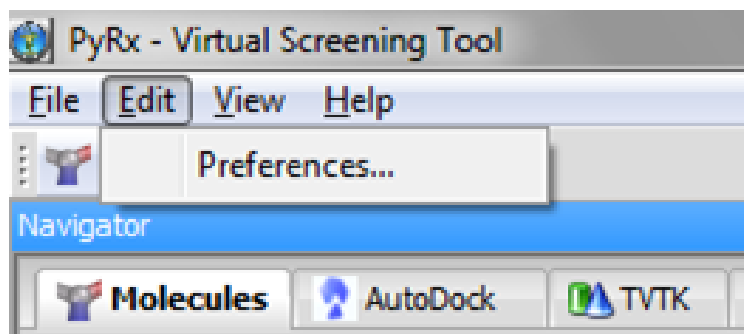 PyRx - Virtual Screening Tool
File Edit View Help
Preferences...
Navigator
Molecules AutoDock TVTK